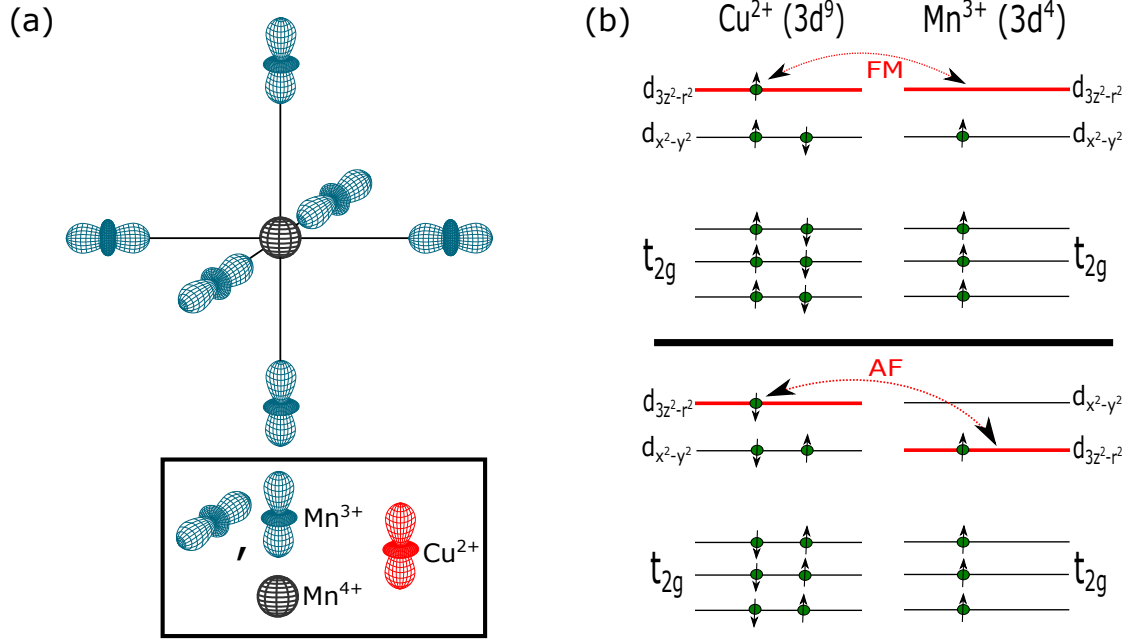 (a)
,
Mn³⁺
Cu²⁺
Mn⁴⁺
(b)
Cu²⁺ (3d⁹) Mn³⁺ (3d⁴)
FM
d₃z²-r² d₃z²-r²
dx²-y² dx²-y²
t₂g t₂g
AF
d₃z²-r² dx²-y²
dx²-y² d₃z²-r²
t₂g t₂g